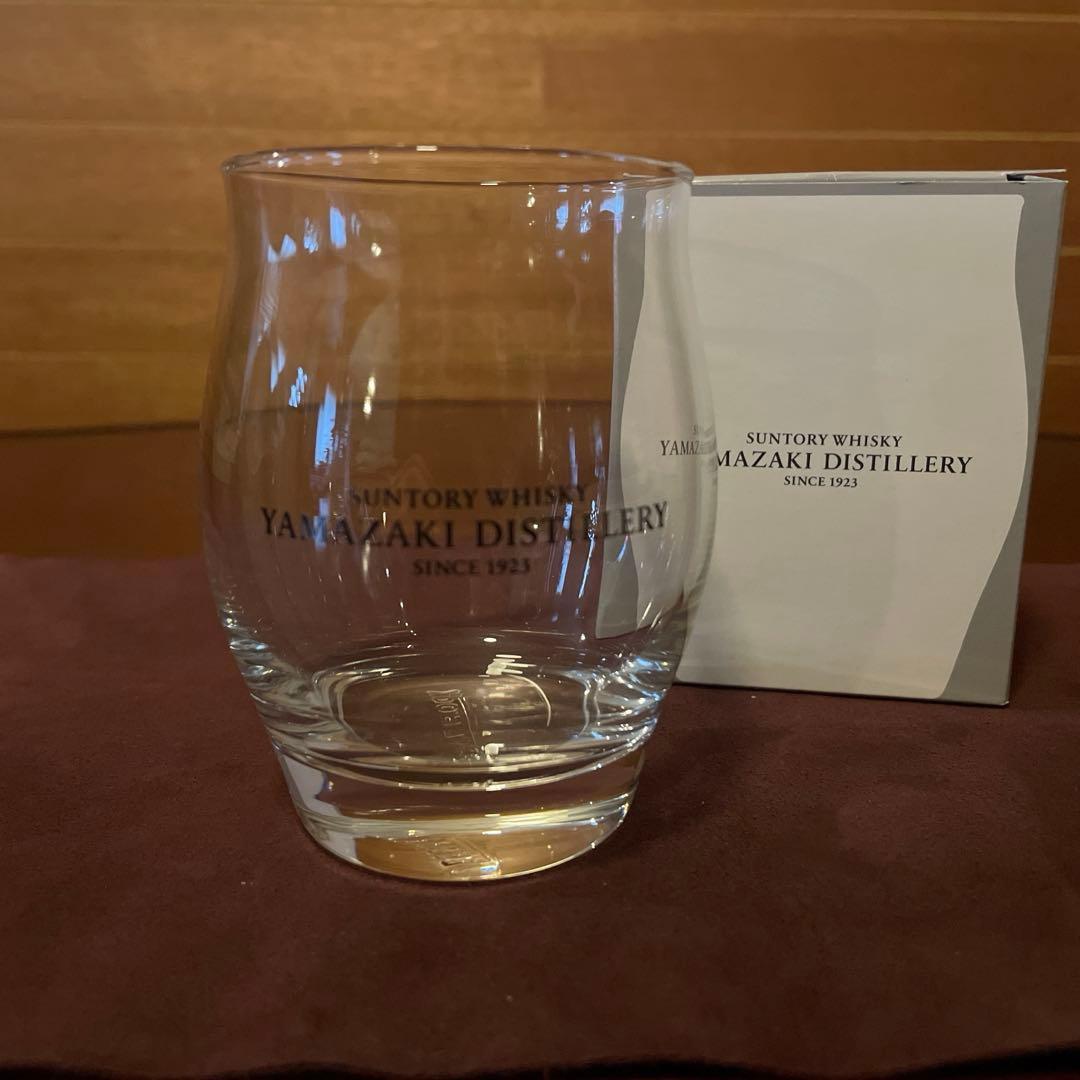 SUNTORY WHISKY
YAMAZAKI DISTILLERY
SINCE 1923
SUNTORY WHISKY
YAMAZAKI DISTILLERY
SINCE 1923